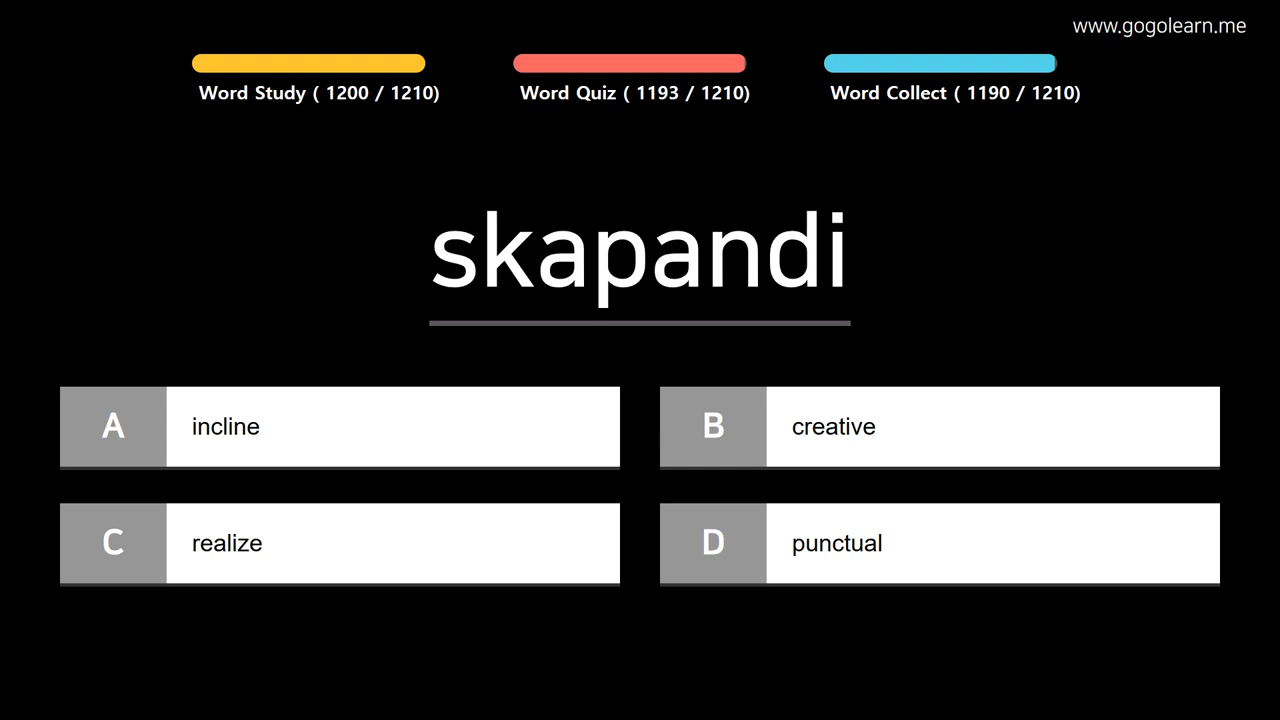 www.gogolearn.me
Word Study ( 1200 / 1210)
Word Quiz ( 1193 / 1210)
Word Collect ( 1190 / 1210)
skapandi
A incline
B creative
C realize
D punctual